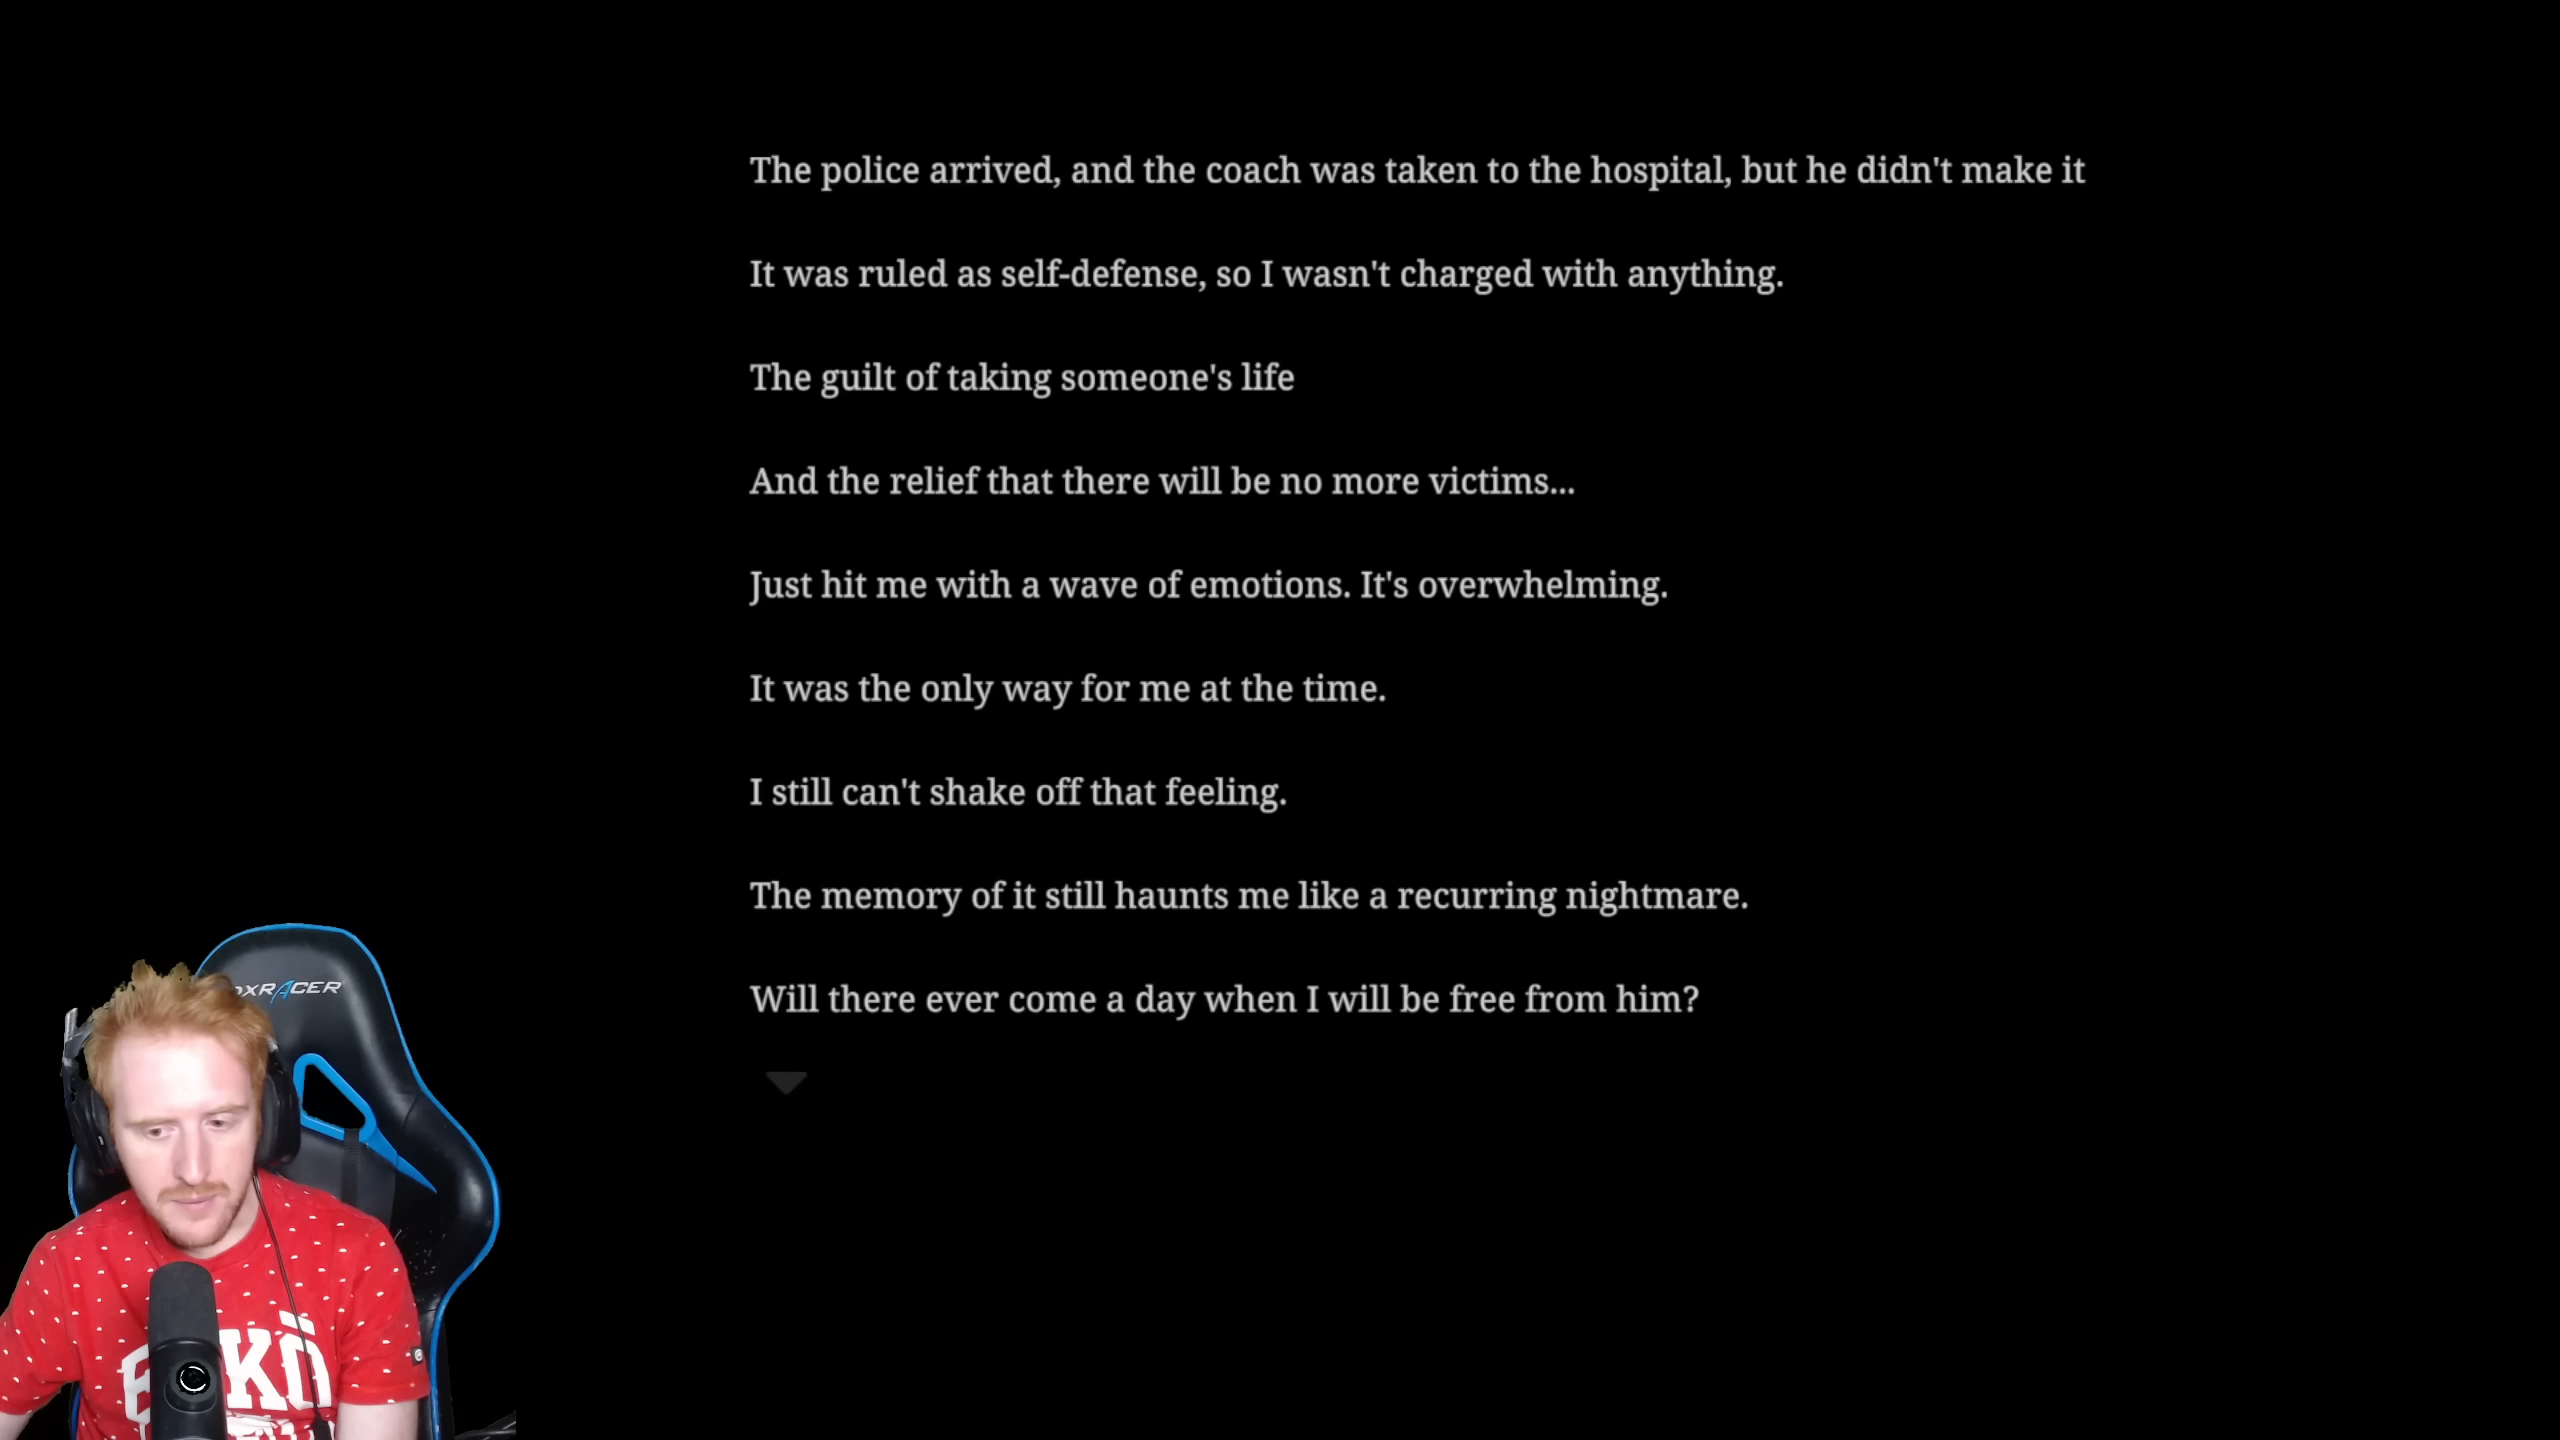 The police arrived, and the coach was taken to the hospital, but he didn't make it
It was ruled as self-defense, so I wasn't charged with anything.
The guilt of taking someone's life
And the relief that there will be no more victims...
Just hit me with a wave of emotions. It's overwhelming.
It was the only way for me at the time.
I still can't shake off that feeling.
The memory of it still haunts me like a recurring nightmare.
Will there ever come a day when I will be free from him?
DXRACER